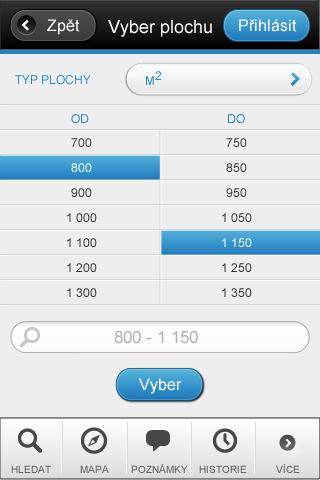 Zpět Vyber plochu Přihlásit
TYP PLOCHY M²
OD DO
700 750
800 850
900 950
1 000 1 050
1 100 1 150
1 200 1 250
1 300 1 350
800 - 1 150
Vyber
HLEDAT MAPA POZNÁMKY HISTORIE VÍCE